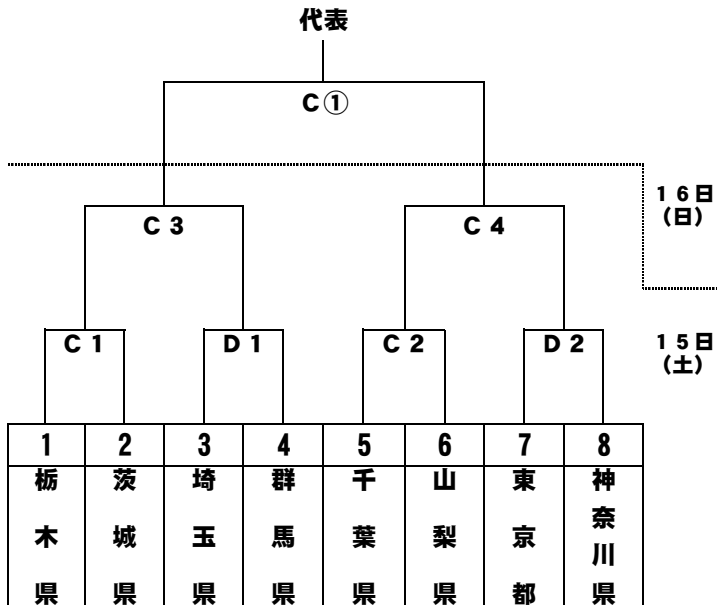 代表
C①
16日
(日)
C3
C4
15日
(土)
C1
D1
C2
D2
1 2 3 4 5 6 7 8
栃木県
茨城県
埼玉県
群馬県
千葉県
山梨県
東京都
神奈川県